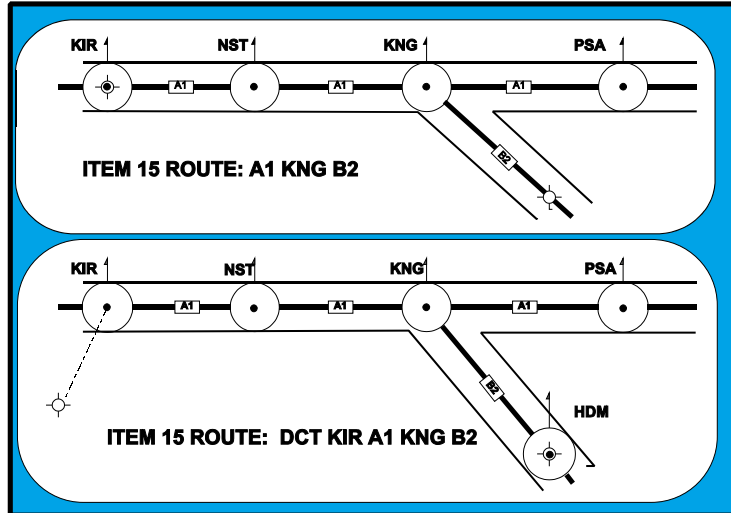 KIR NST KNG PSA
A1 A1 A1
B2
ITEM 15 ROUTE: A1 KNG B2
KIR NST KNG PSA
A1 A1 A1
B2
HDM
ITEM 15 ROUTE: DCT KIR A1 KNG B2